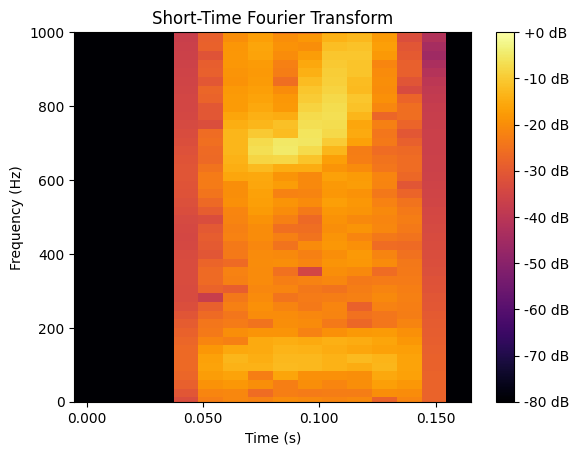 Short-Time Fourier Transform
1000
800
600
400
200
0
Frequency (Hz)
0.000
0.050
0.100
0.150
Time (s)
+0 dB
-10 dB
-20 dB
-30 dB
-40 dB
-50 dB
-60 dB
-70 dB
-80 dB